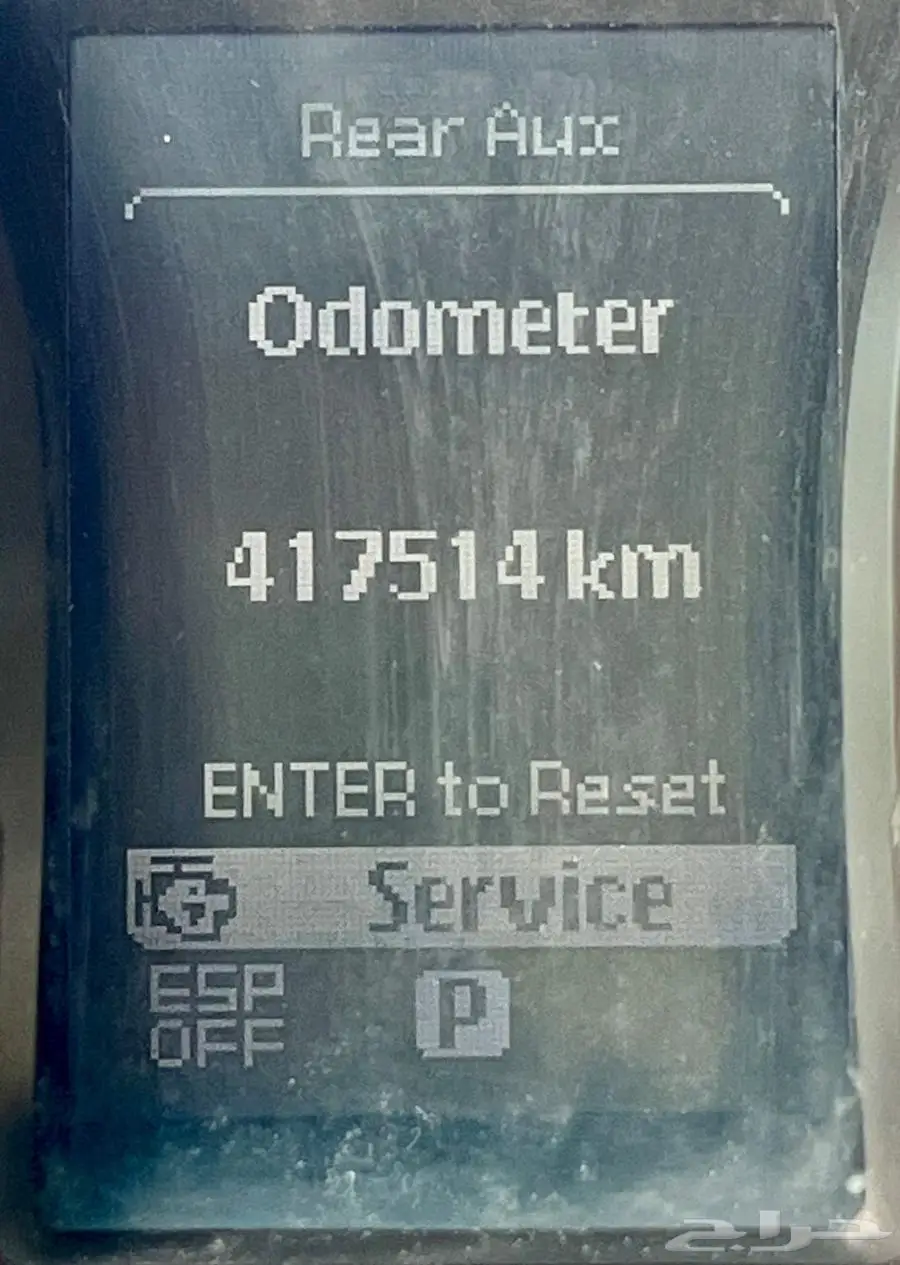 Rear Aux
Odometer
417514 km
ENTER to Reset
Service
ESP
OFF
P
حراج